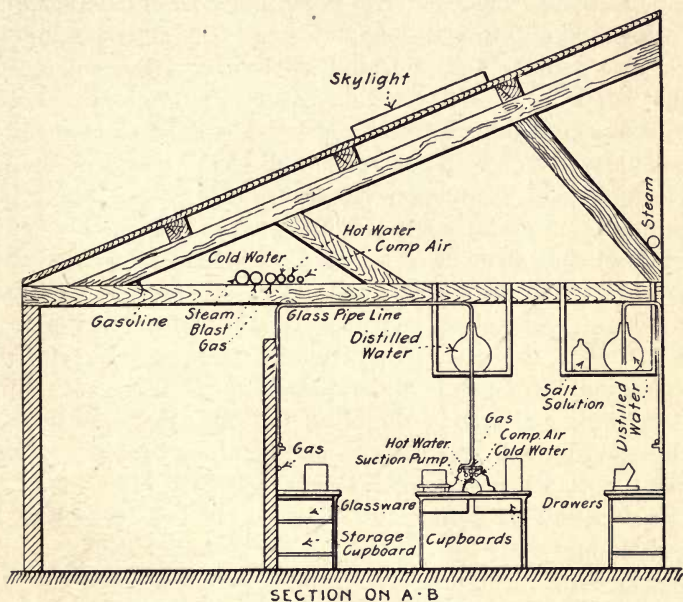 Skylight
Steam
Hot Water
Comp Air
Cold Water
Gasoline
Steam
Blast
Gas
Glass Pipe Line
Distilled
Water
Salt
Solution
Distilled
Water
Gas
Gas
Hot Water
Comp. Air
Suction Pump
Cold Water
Glassware
Drawers
Storage
Cupboard
Cupboards
SECTION ON A-B